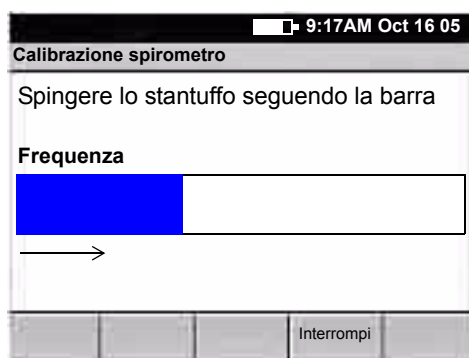 9:17AM Oct 16 05
Calibrazione spirometro
Spingere lo stantuffo seguendo la barra
Frequenza
Interrompi